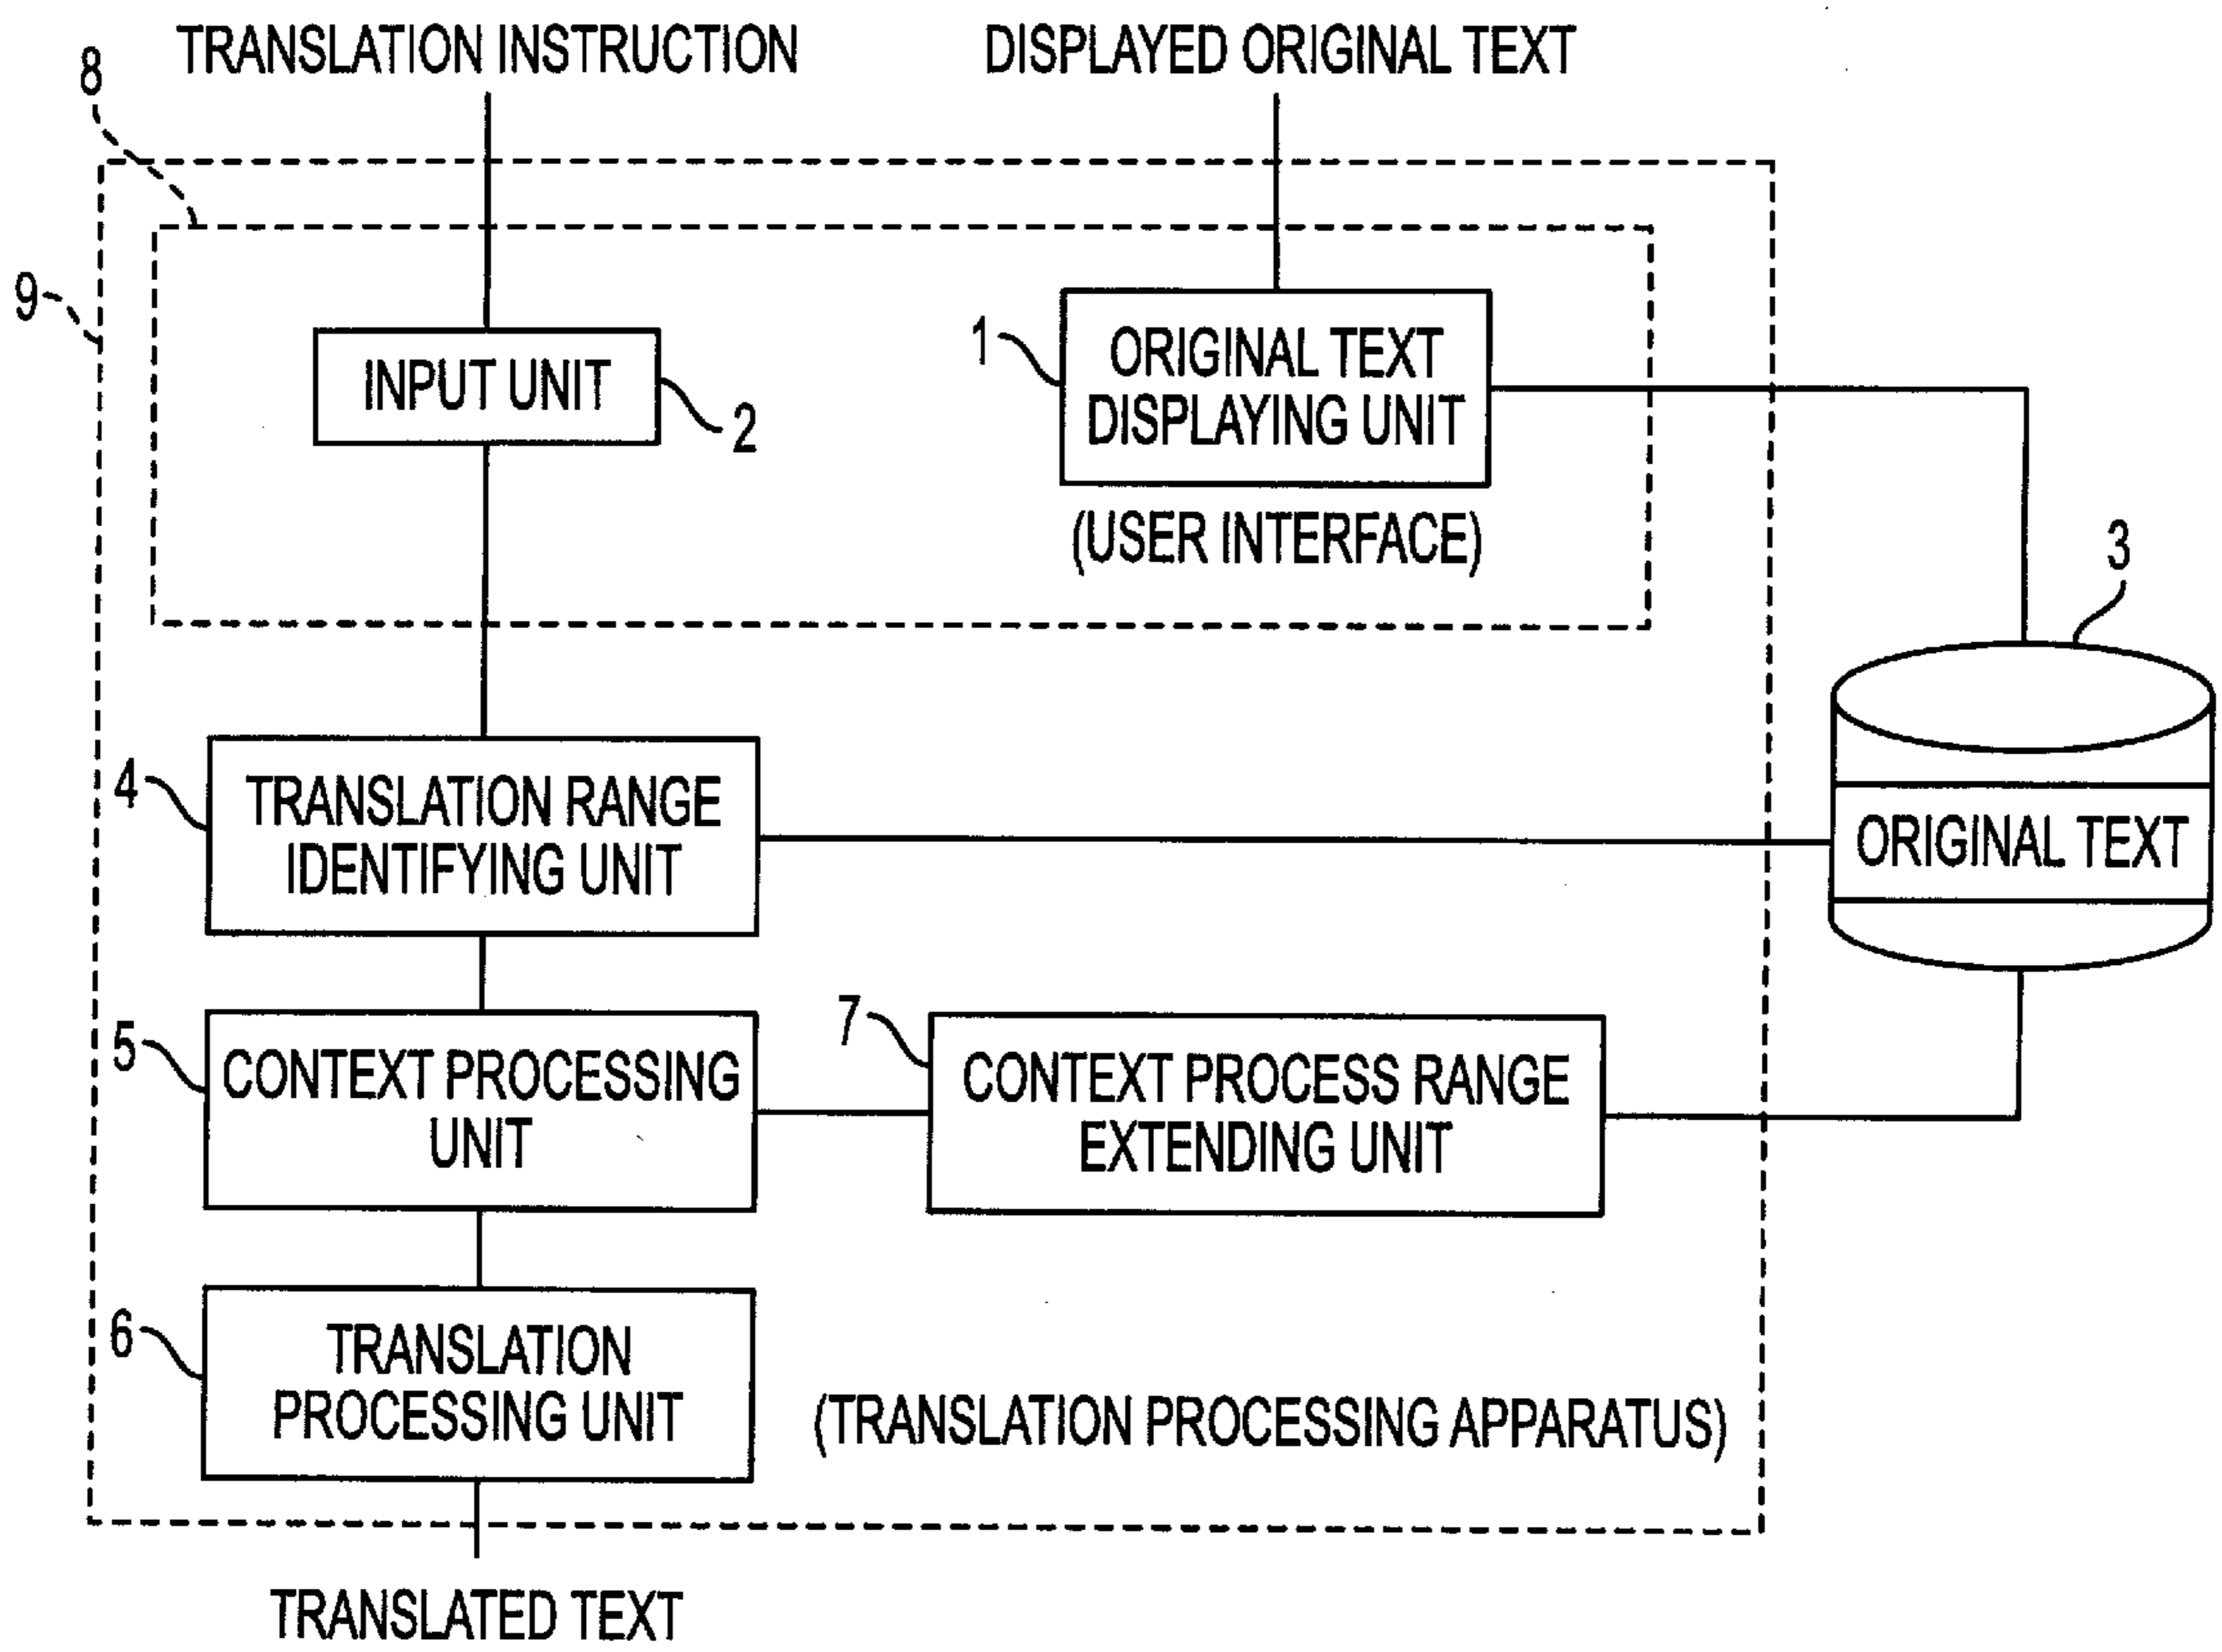 TRANSLATION INSTRUCTION
DISPLAYED ORIGINAL TEXT
8
9
INPUT UNIT
2
1
ORIGINAL TEXT
DISPLAYING UNIT
(USER INTERFACE)
3
4
TRANSLATION RANGE
IDENTIFYING UNIT
ORIGINAL TEXT
5
CONTEXT PROCESSING
UNIT
7
CONTEXT PROCESS RANGE
EXTENDING UNIT
6
TRANSLATION
PROCESSING UNIT
(TRANSLATION PROCESSING APPARATUS)
TRANSLATED TEXT